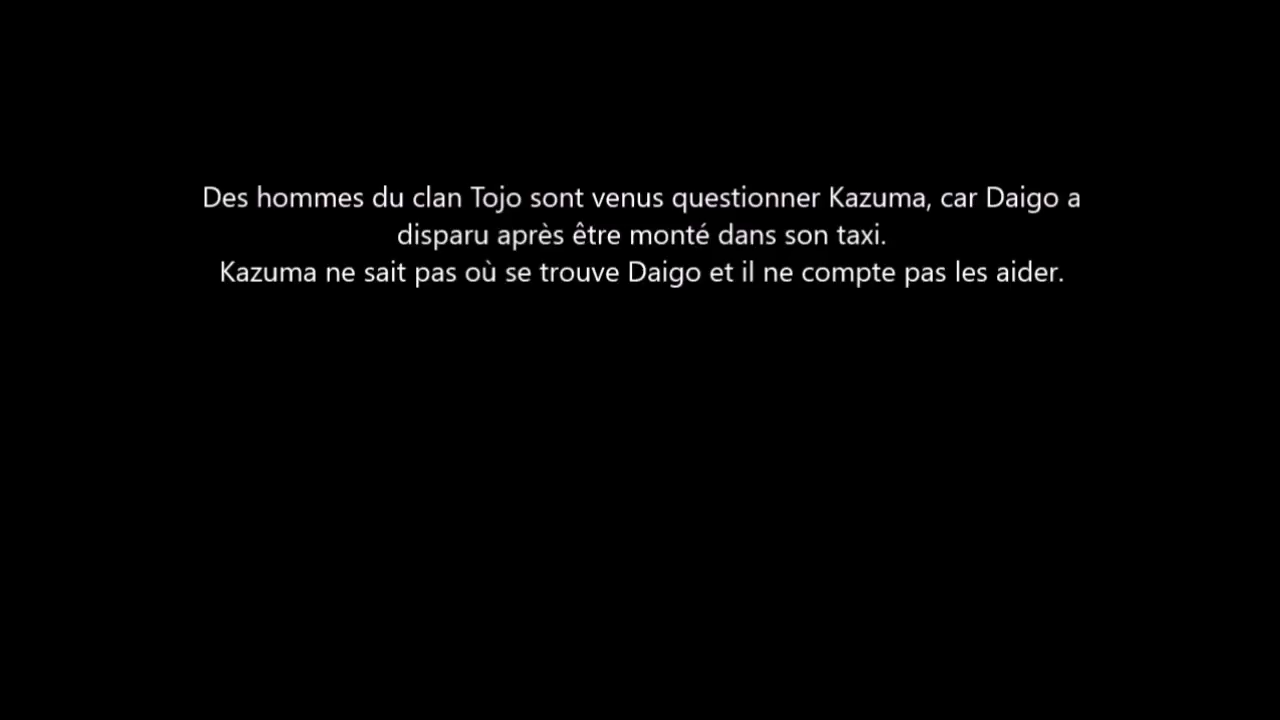 Des hommes du clan Tojo sont venus questionner Kazuma, car Daigo a
disparu après être monté dans son taxi.
Kazuma ne sait pas où se trouve Daigo et il ne compte pas les aider.